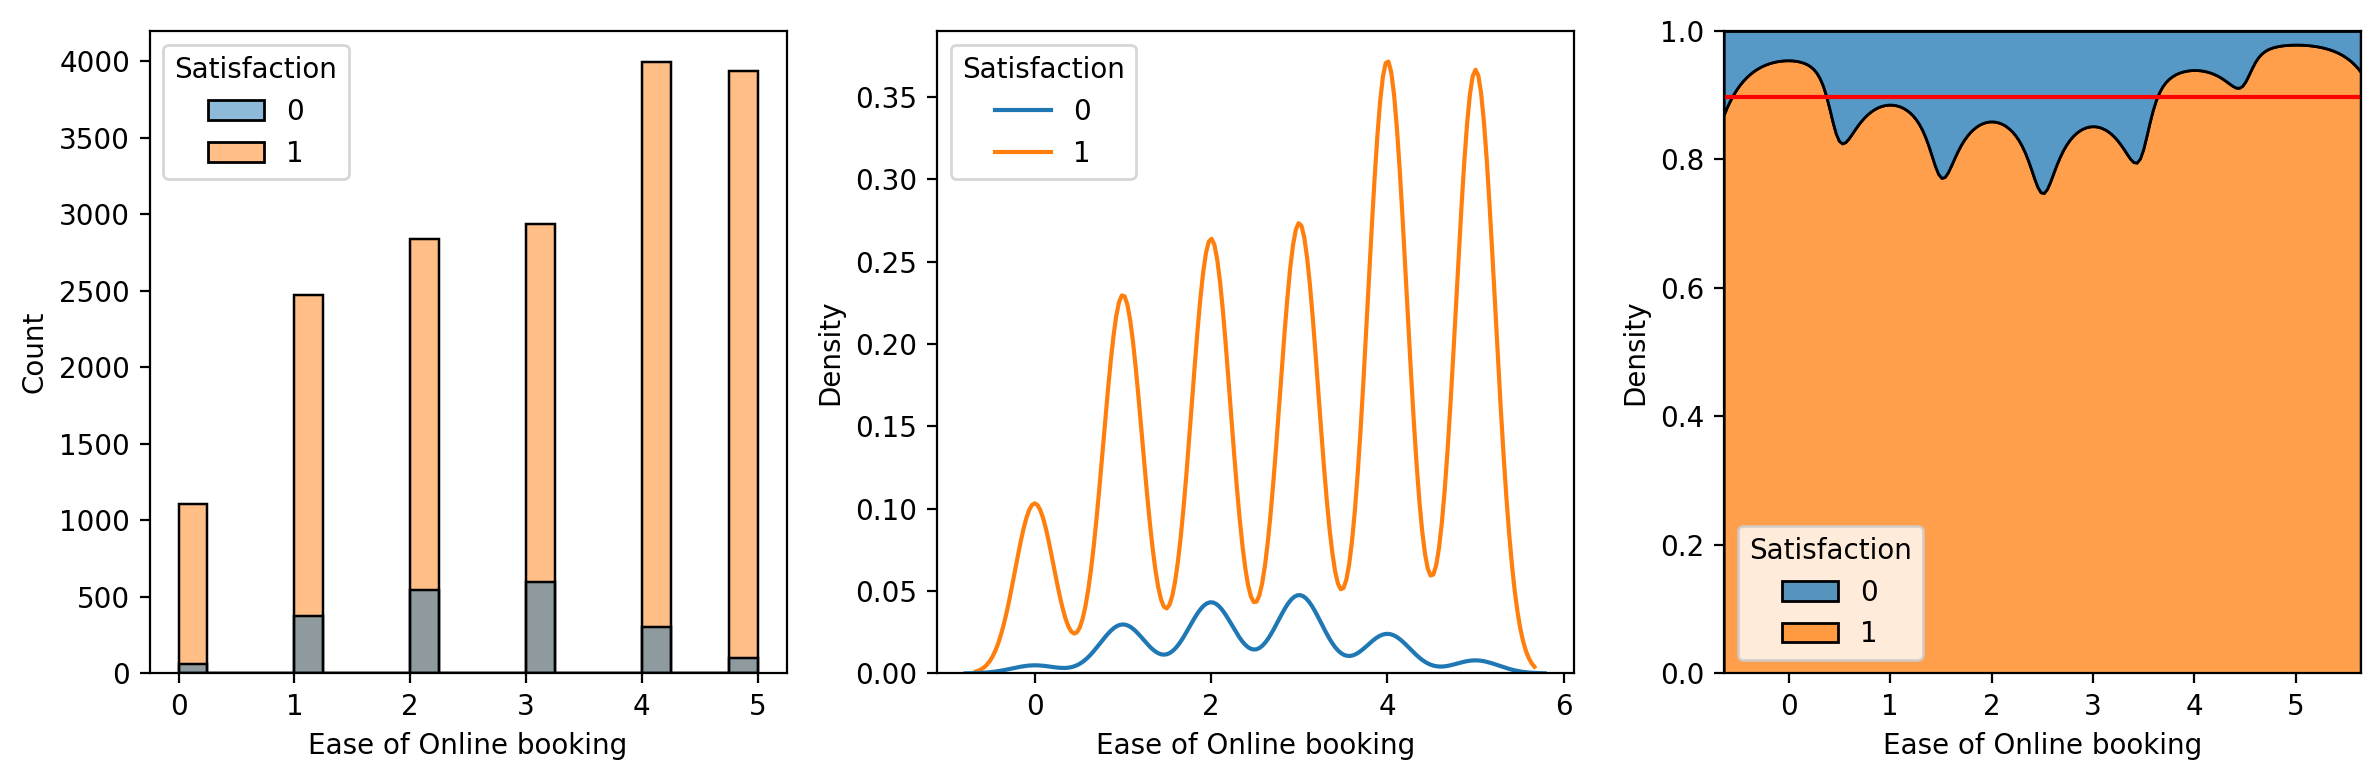 Satisfaction
0
1
4000
3500
3000
2500
2000
1500
1000
500
0
Count
0 1 2 3 4 5
Ease of Online booking
Satisfaction
0
1
0.35
0.30
0.25
0.20
0.15
0.10
0.05
0.00
Density
0 2 4 6
Ease of Online booking
1.0
0.8
0.6
0.4
0.2
0.0
Density
Satisfaction
0
1
0 1 2 3 4 5
Ease of Online booking